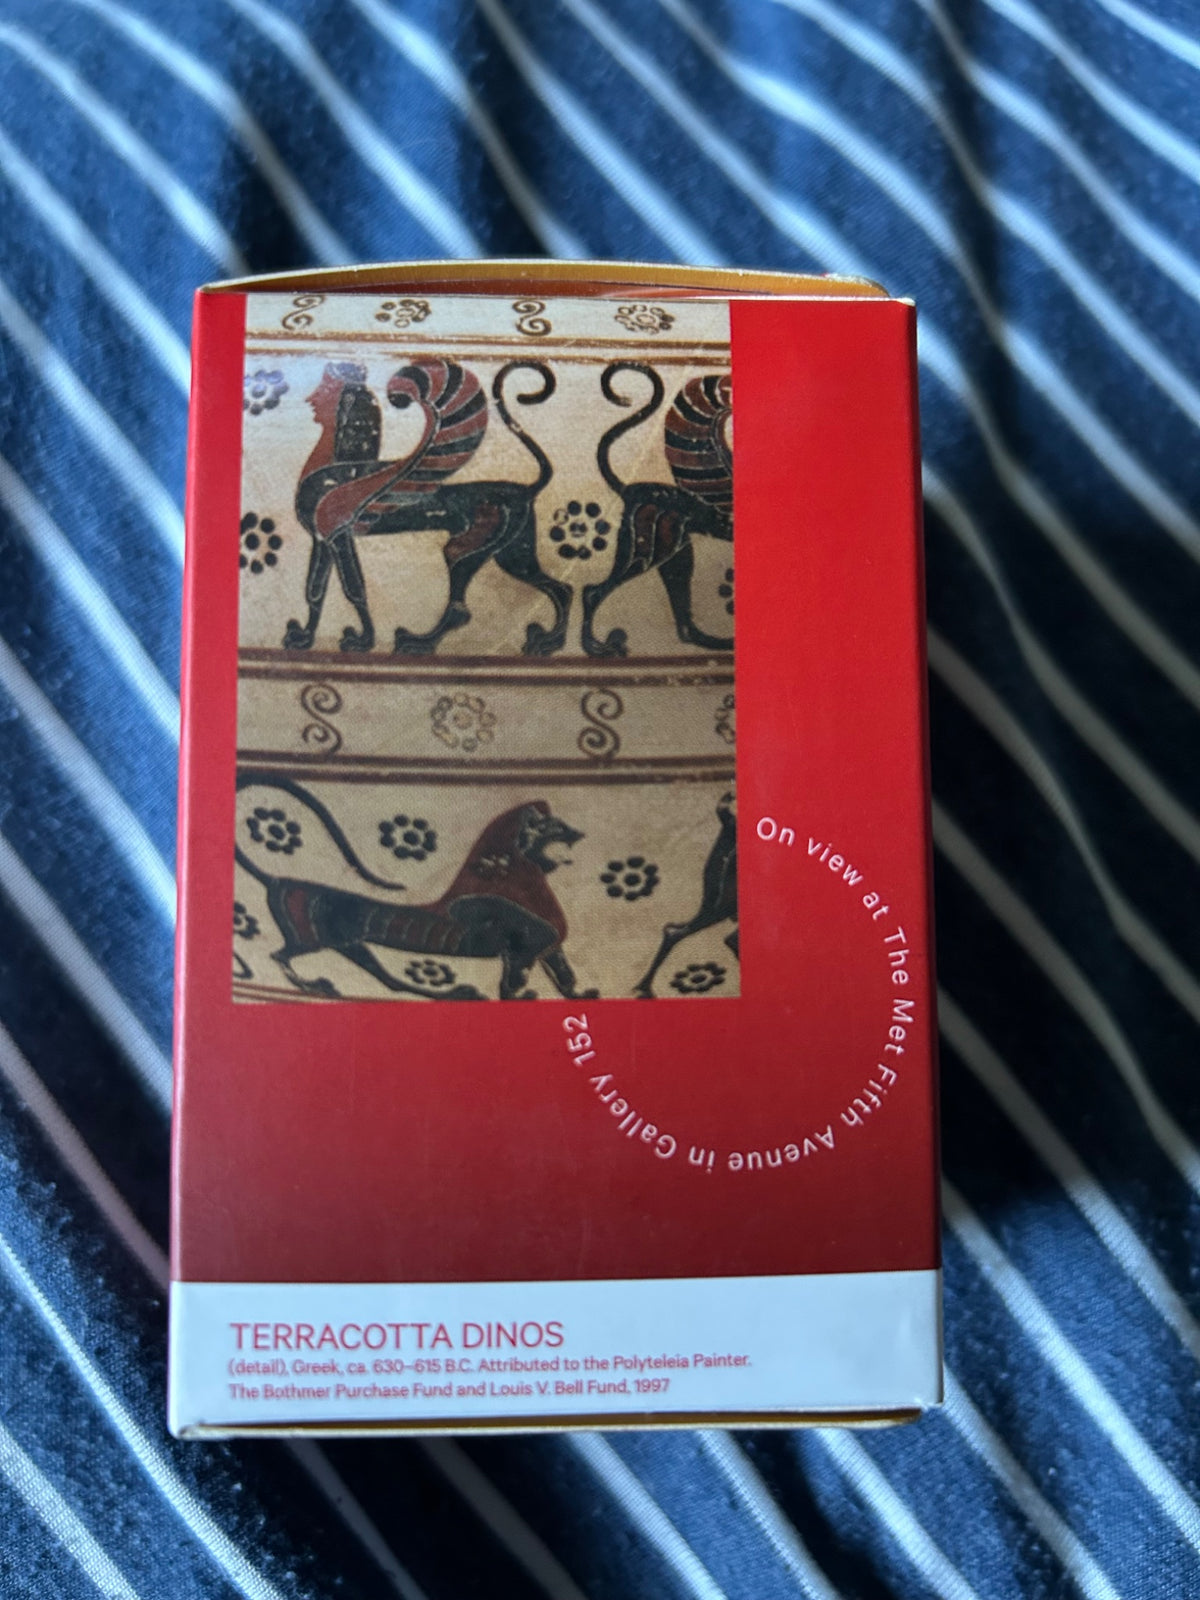 On view at The Met Fifth Avenue in Gallery 152
TERRACOTTA DINOS
(detail), Greek, ca. 630–615 B.C. Attributed to the Polyteleia Painter.
The Bothmer Purchase Fund and Louis V. Bell Fund, 1997